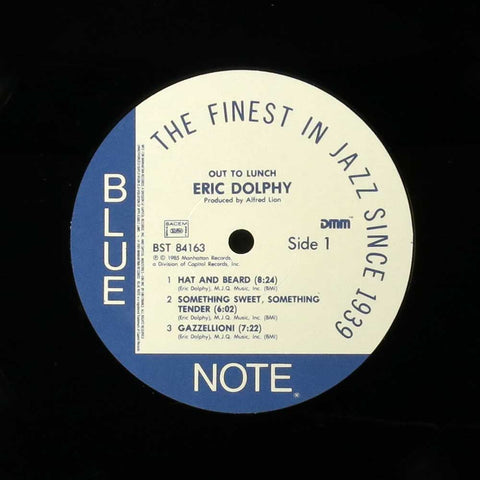 THE FINEST IN JAZZ SINCE 1939
BLUE
OUT TO LUNCH
ERIC DOLPHY
Produced by Alfred Lion
SACEM
DMM
BST 84163
Side 1
℗ © 1985 Manhattan Records,
a Division of Capitol Records, Inc.
1 HAT AND BEARD (8:24)
(Eric Dolphy), M.J.Q. Music, Inc. (BMI)
2 SOMETHING SWEET, SOMETHING
TENDER (6:02)
(Eric Dolphy), M.J.Q. Music, Inc. (BMI)
3 GAZZELLIONI (7:22)
(Eric Dolphy), M.J.Q. Music, Inc. (BMI)
NOTE®